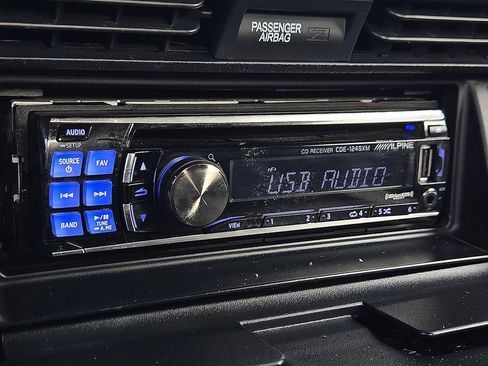 PASSENGER
AIRBAG
AUDIO
SETUP
CD RECEIVER CDE-124SXM ALPINE
SOURCE
FAV
USB AUDIO
BAND
TUNE
A.ME
VIEW
1
2
3
4
5
6
SiriusXM